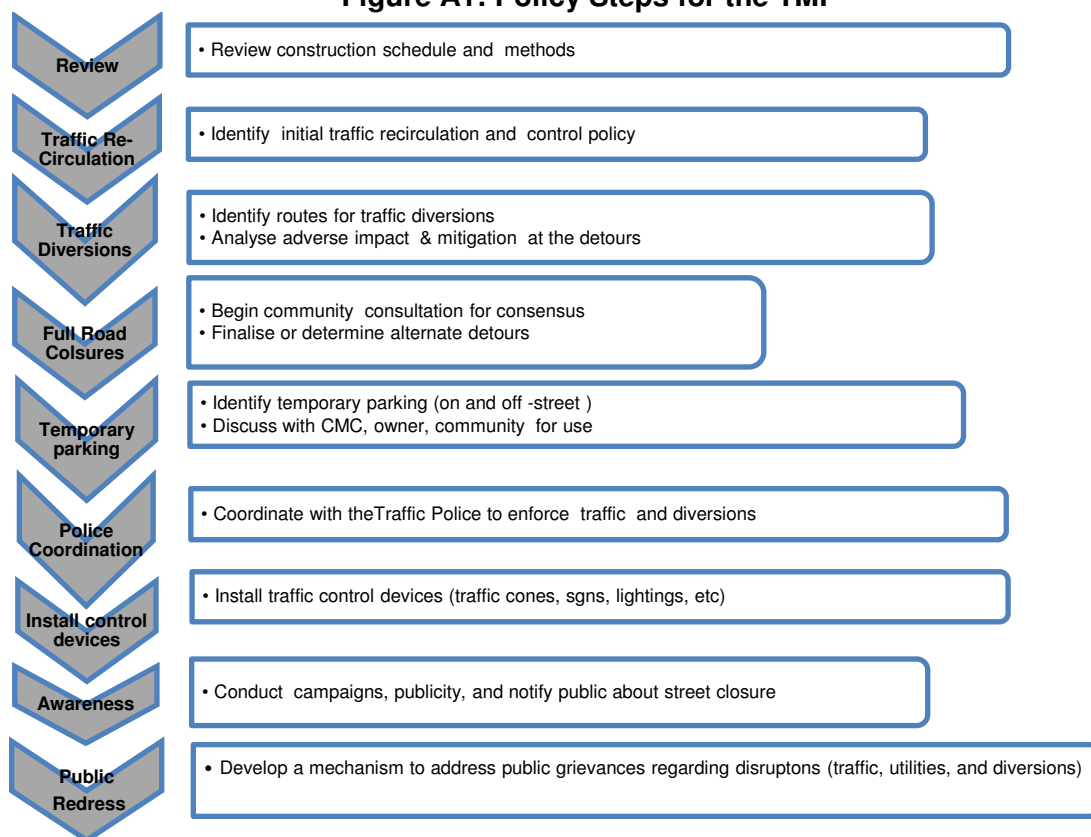 Figure A1: Policy Steps for the TMP
Review
• Review construction schedule and methods
Traffic Re-
Circulation
• Identify initial traffic recirculation and control policy
Traffic
Diversions
• Identify routes for traffic diversions
• Analyse adverse impact & mitigation at the detours
Full Road
Colsures
• Begin community consultation for consensus
• Finalise or determine alternate detours
Temporary
parking
• Identify temporary parking (on and off -street )
• Discuss with CMC, owner, community for use
Police
Coordination
• Coordinate with theTraffic Police to enforce traffic and diversions
Install control
devices
• Install traffic control devices (traffic cones, sgns, lightings, etc)
Awareness
• Conduct campaigns, publicity, and notify public about street closure
Public
Redress
• Develop a mechanism to address public grievances regarding disruptons (traffic, utilities, and diversions)